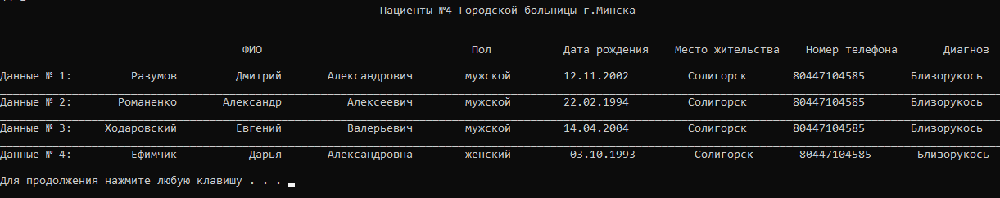 Пациенты №4 Городской больницы г.Минска
ФИО Пол Дата рождения Место жительства Номер телефона Диагноз
Данные № 1: Разумов Дмитрий Александрович мужской 12.11.2002 Солигорск 80447104585 Близорукось
Данные № 2: Романенко Александр Алексеевич мужской 22.02.1994 Солигорск 80447104585 Близорукось
Данные № 3: Ходаровский Евгений Валерьевич мужской 14.04.2004 Солигорск 80447104585 Близорукось
Данные № 4: Ефимчик Дарья Александровна женский 03.10.1993 Солигорск 80447104585 Близорукось
Для продолжения нажмите любую клавишу . . .